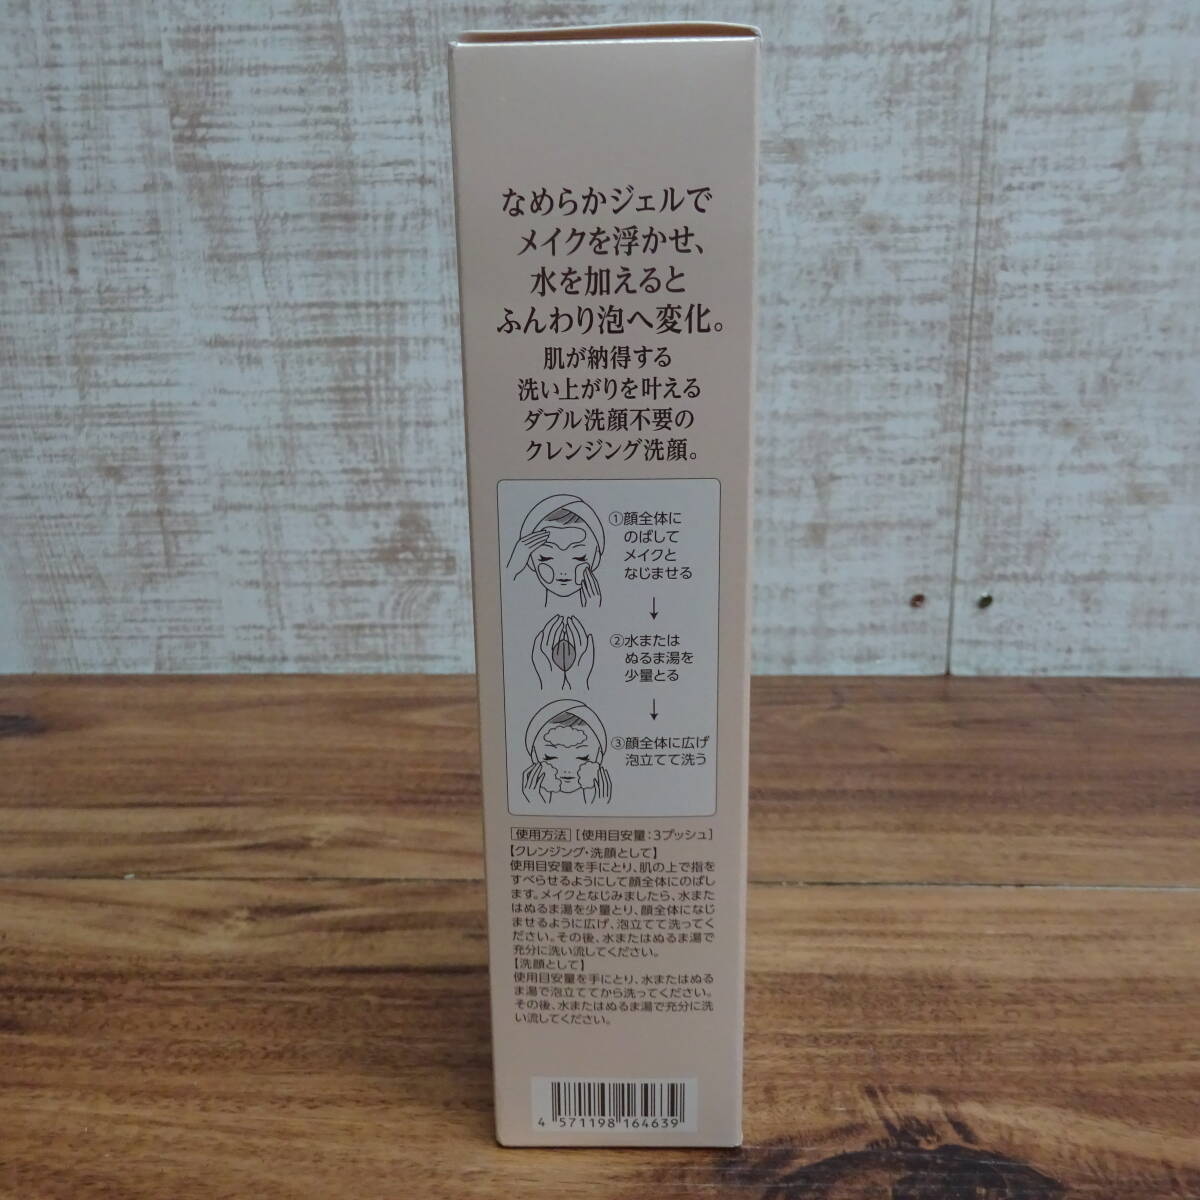 なめらかジェルで
メイクを浮かせ、
水を加えると
ふんわり泡へ変化。
肌が納得する
洗い上がりを叶える
ダブル洗顔不要の
クレンジング洗顔。
①顔全体に
のばして
メイクと
なじませる
↓
②水または
ぬるま湯を
少量とる
↓
③顔全体に広げ
泡立てて洗う
使用方法 [使用目安量:3プッシュ]
【クレンジング・洗顔として】
使用目安量を手にとり、肌の上で指を
すべらせるようにして顔全体にのばし
ます。メイクとなじみましたら、水また
はぬるま湯を少量とり、顔全体になじ
ませるように広げ、泡立てて洗ってく
ださい。その後、水またはぬるま湯で
充分に洗い流してください。
【洗顔として】
使用目安量を手にとり、水またはぬる
ま湯で泡立ててから洗ってください。
その後、水またはぬるま湯で充分に洗
い流してください。
4 571198 164639